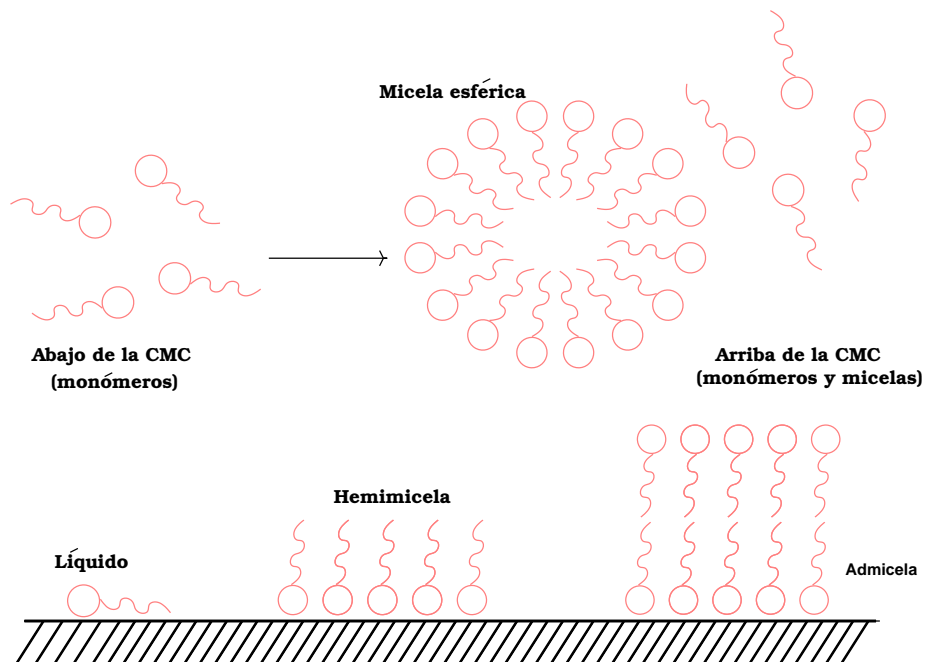 Micela esférica
Abajo de la CMC
(monómeros)
Arriba de la CMC
(monómeros y micelas)
Hemimicela
Líquido
Admicela